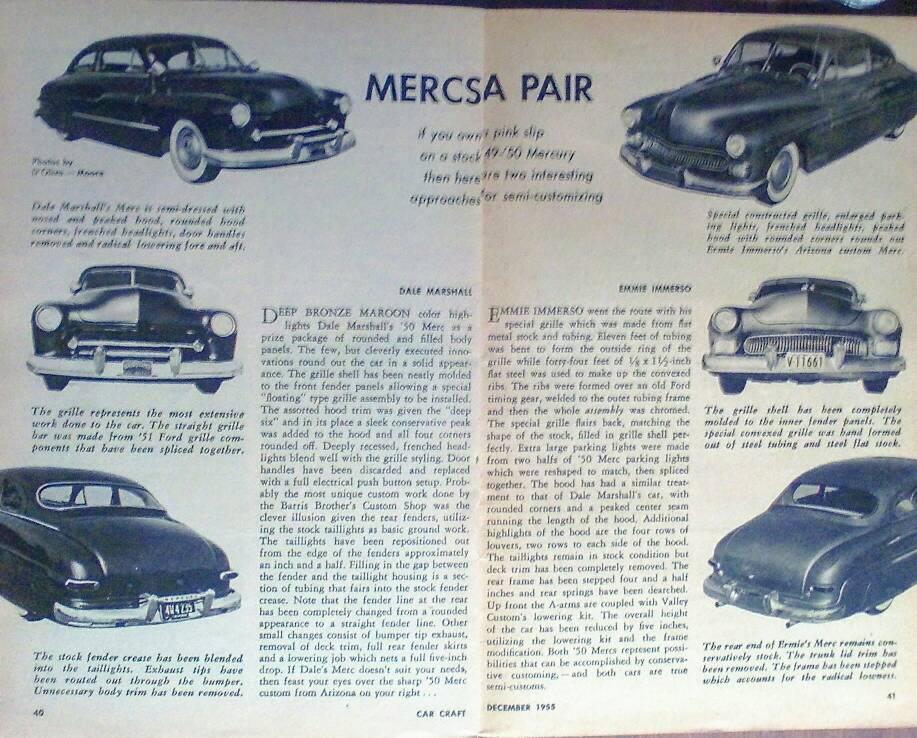 MERCS A PAIR
if you own a pink slip
on a stock 49-'50 Mercury
then here are two interesting
approaches for semi-customizing
Photos by
Dale Marshall's Merc is semi-dressed with
nosed and peaked hood, rounded hood
corners, frenched headlights, door handles
removed and radical lowering fore and aft.
The grille represents the most extensive
work done to the car. The straight grille
bar was made from '51 Ford grille com-
ponents that have been spliced together.
4U4 235
The stock fender crease has been blended
into the taillights. Exhaust tips have
been routed out through the bumper.
Unnecessary body trim has been removed.
40
DALE MARSHALL
DEEP BRONZE MAROON color high-
lights Dale Marshall's '50 Merc as a
prize package of rounded and filled body
panels. The few, but cleverly executed inno-
vations round out the car in a solid appear-
ance. The grille shell has been neatly molded
to the front fender panels allowing a special
"floating" type grille assembly to be installed.
The assorted hood trim was given the "deep
six" and in its place a sleek conservative peak
was added to the hood and all four corners
rounded off. Deeply recessed, frenched head-
lights blend well with the grille styling. Door
handles have been discarded and replaced
with a full electrical push button setup. Prob-
ably the most unique custom work done by
the Barris Brother's Custom Shop was the
clever illusion given the rear fenders, utiliz-
ing the stock taillights as basic ground work.
The taillights have been repositioned out
from the edge of the fenders approximately
an inch and a half. Filling in the gap between
the fender and the taillight housing is a sec-
tion of tubing that fairs into the stock fender
crease. Note that the fender line at the rear
has been completely changed from a rounded
appearance to a straight fender line. Other
small changes consist of bumper tip exhaust,
removal of deck trim, full rear fender skirts
and a lowering job which nets a full five-inch
drop. If Dale's Merc doesn't suit your needs,
then feast your eyes over the sharp '50 Merc
custom from Arizona on your right . . .
CAR CRAFT
EMMIE IMMERSO
EMMIE IMMERSO went the route with his
special grille which was made from flat
metal stock and tubing. Eleven feet of tubing
was bent to form the outside ring of the
grille while forty-four feet of 1/8 x 1 1/2-inch
flat steel was used to make up the convexed
ribs. The ribs were formed over an old Ford
timing gear, welded to the outer tubing frame
and then the whole assembly was chromed.
The special grille flairs back, matching the
shape of the stock, filled in grille shell per-
fectly. Extra large parking lights were made
from two halves of '50 Merc parking lights
which were reshaped to match, then spliced
together. The hood has had a similar treat-
ment to that of Dale Marshall's car, with
rounded corners and a peaked center seam
running the length of the hood. Additional
highlights of the hood are the four rows of
louvers, two rows to each side of the hood.
The taillights remain in stock condition but
deck trim has been completely removed. The
rear frame has been stepped four and a half
inches and rear springs have been dearched.
Up front the A-arms are coupled with Valley
Custom's lowering kit. The overall height
of the car has been reduced by five inches,
utilizing the lowering kit and the frame
modification. Both '50 Mercs represent possi-
bilities that can be accomplished by conserva-
tive customing,—and both cars are true
semi-customs.
DECEMBER 1955
Special constructed grille, enlarged park-
ing lights, frenched headlights, peaked
hood with rounded corners rounds out
Ermie Immerso's Arizona custom Merc.
V-11661
The grille shell has been completely
molded to the inner fender panels. The
special convexed grille was hand formed
out of steel tubing and steel flat stock.
The rear end of Ermie's Merc remains con-
servatively stock. The trunk lid trim has
been removed. The frame has been stepped
which accounts for the radical lowness.
41